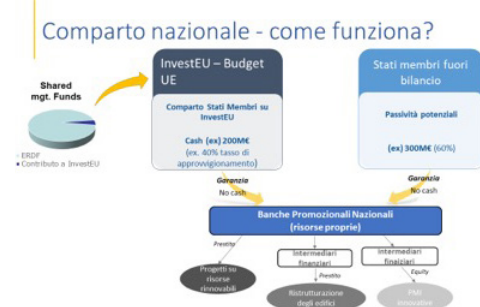 Comparto nazionale - come funziona?
Shared
mgt. Funds
- ERDF
▪ Contributo a InvestEU
InvestEU – Budget
UE
Comparto Stati Membri su
InvestEU
Cash (ex) 200M€
(ex. 40% tasso di
approvvigionamento)
Stati membri fuori
bilancio
Passività potenziali
(ex) 300M€ (60%)
Garanzia
No cash
Garanzia
No cash
Banche Promozionali Nazionali
(risorse proprie)
Prestito
Intermediari
finanziari
Prestito
Intermediari
finaiziari
Equity
Progetti su
risorse
rinnovabili
Ristrutturazione
degli edifici
PMI
innovative